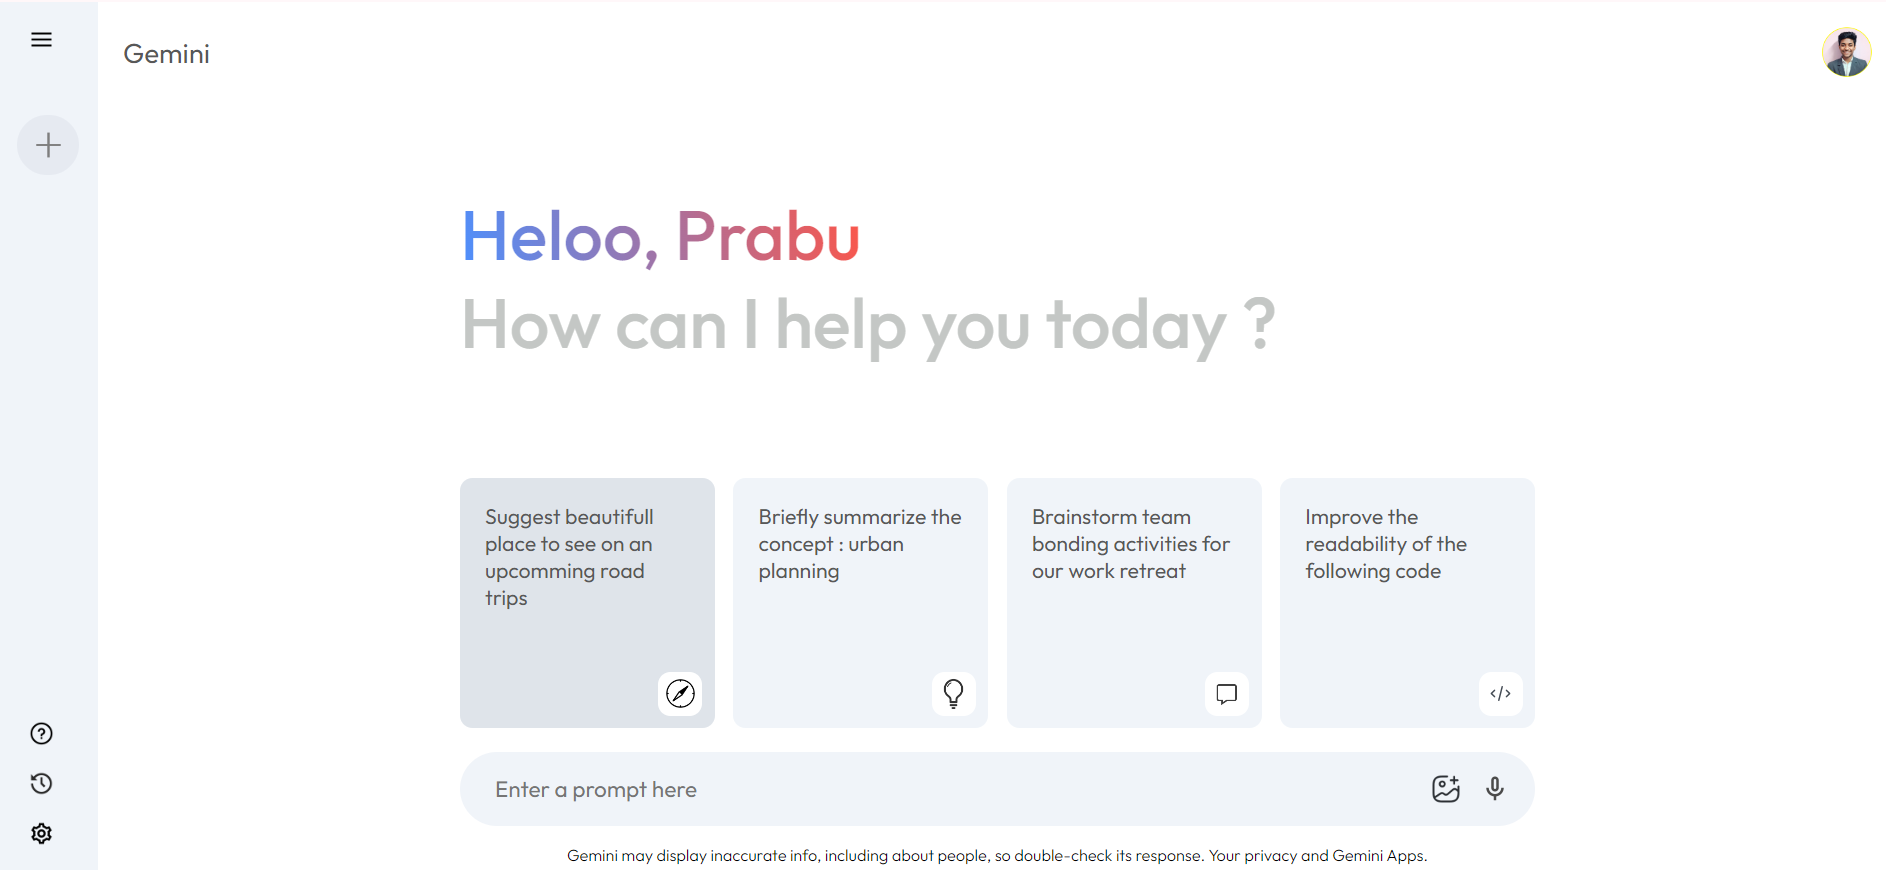 Gemini
Heloo, Prabu
How can I help you today ?
Suggest beautifull
place to see on an
upcomming road
trips
Briefly summarize the
concept : urban
planning
Brainstorm team
bonding activities for
our work retreat
Improve the
readability of the
following code
Enter a prompt here
Gemini may display inaccurate info, including about people, so double-check its response. Your privacy and Gemini Apps.